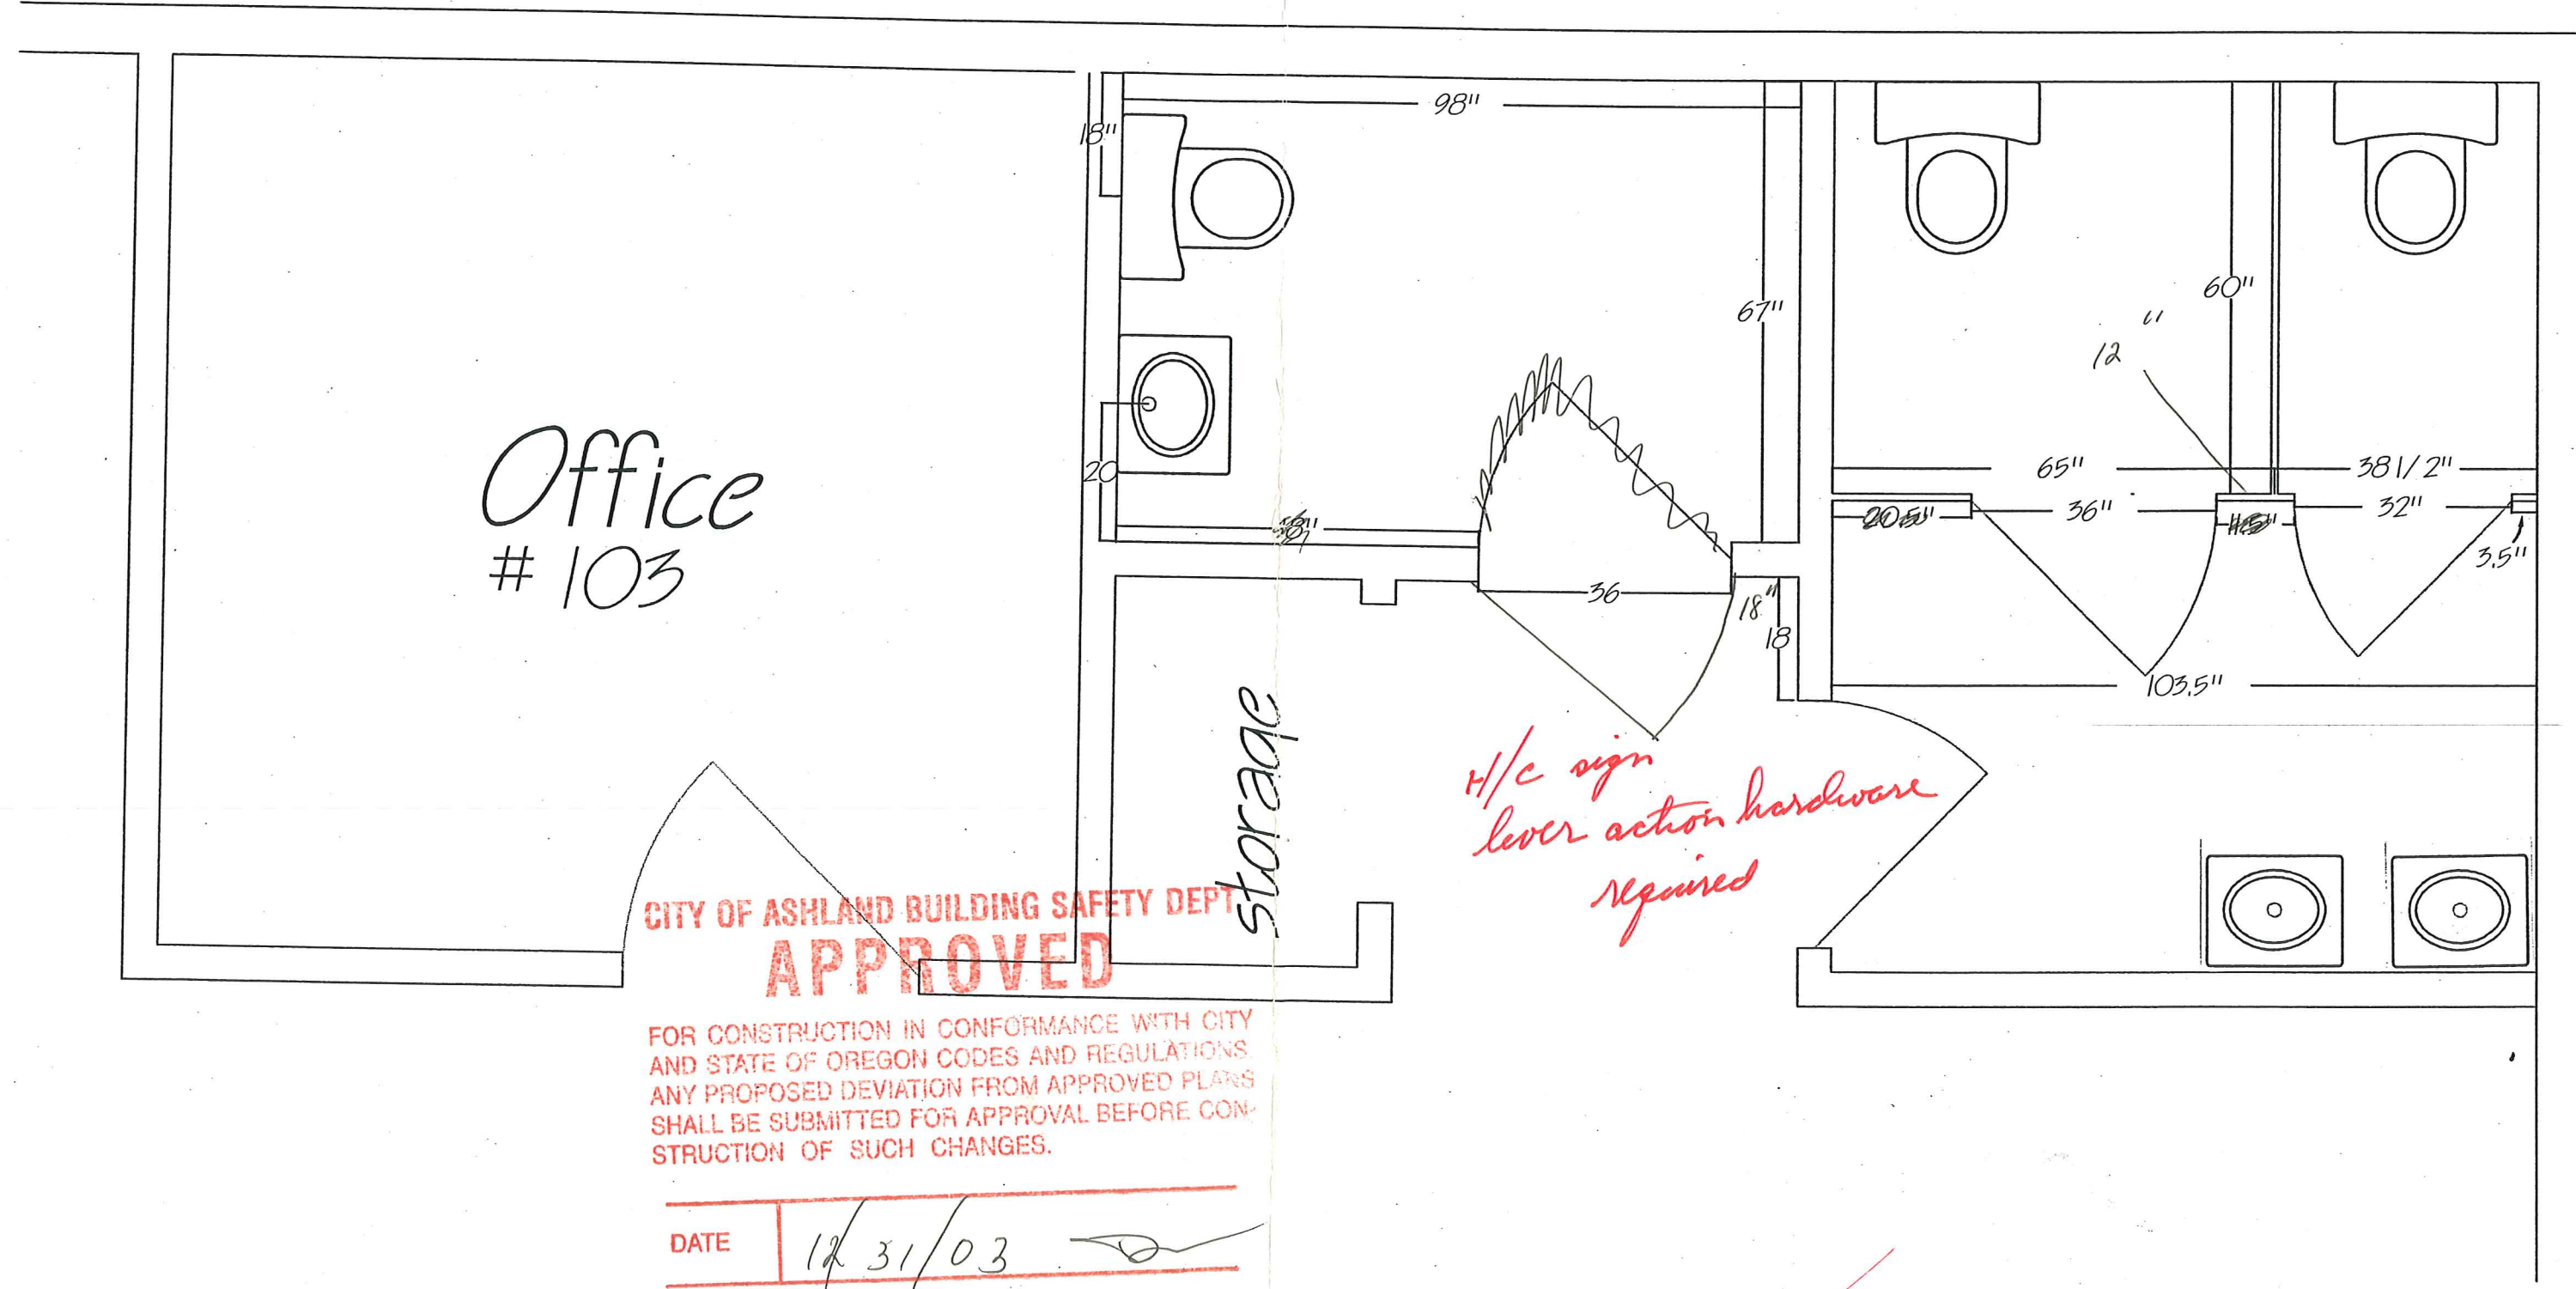 98"
18"
67"
60"
12"
65"
38 1/2"
20
36"
32"
3.5"
36
18"
18
103.5"
Office
# 103
storage
H/C sign
lever action hardware
required
CITY OF ASHLAND BUILDING SAFETY DEPT
APPROVED
FOR CONSTRUCTION IN CONFORMANCE WITH CITY
AND STATE OF OREGON CODES AND REGULATIONS.
ANY PROPOSED DEVIATION FROM APPROVED PLANS
SHALL BE SUBMITTED FOR APPROVAL BEFORE CON-
STRUCTION OF SUCH CHANGES.
DATE 12/31/03